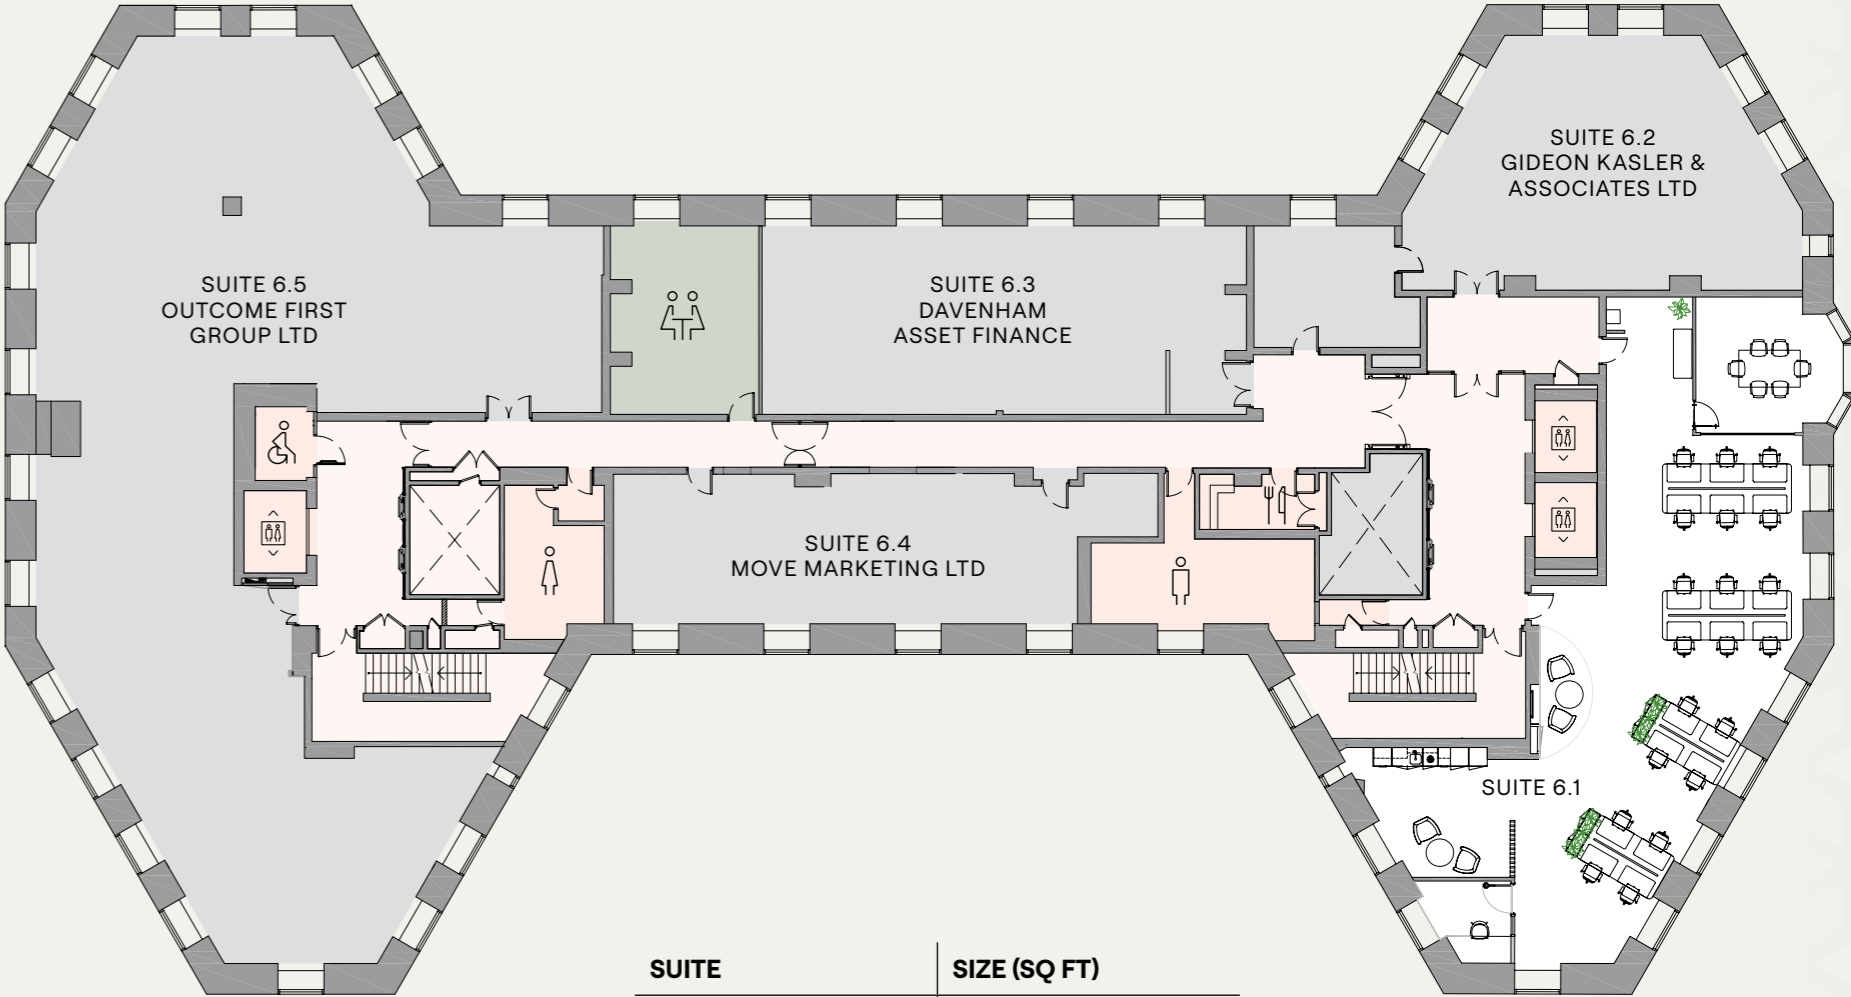 SUITE 6.2
GIDEON KASLER &
ASSOCIATES LTD
SUITE 6.5
OUTCOME FIRST
GROUP LTD
SUITE 6.3
DAVENHAM
ASSET FINANCE
SUITE 6.4
MOVE MARKETING LTD
SUITE 6.1
SUITE
SIZE (SQ FT)